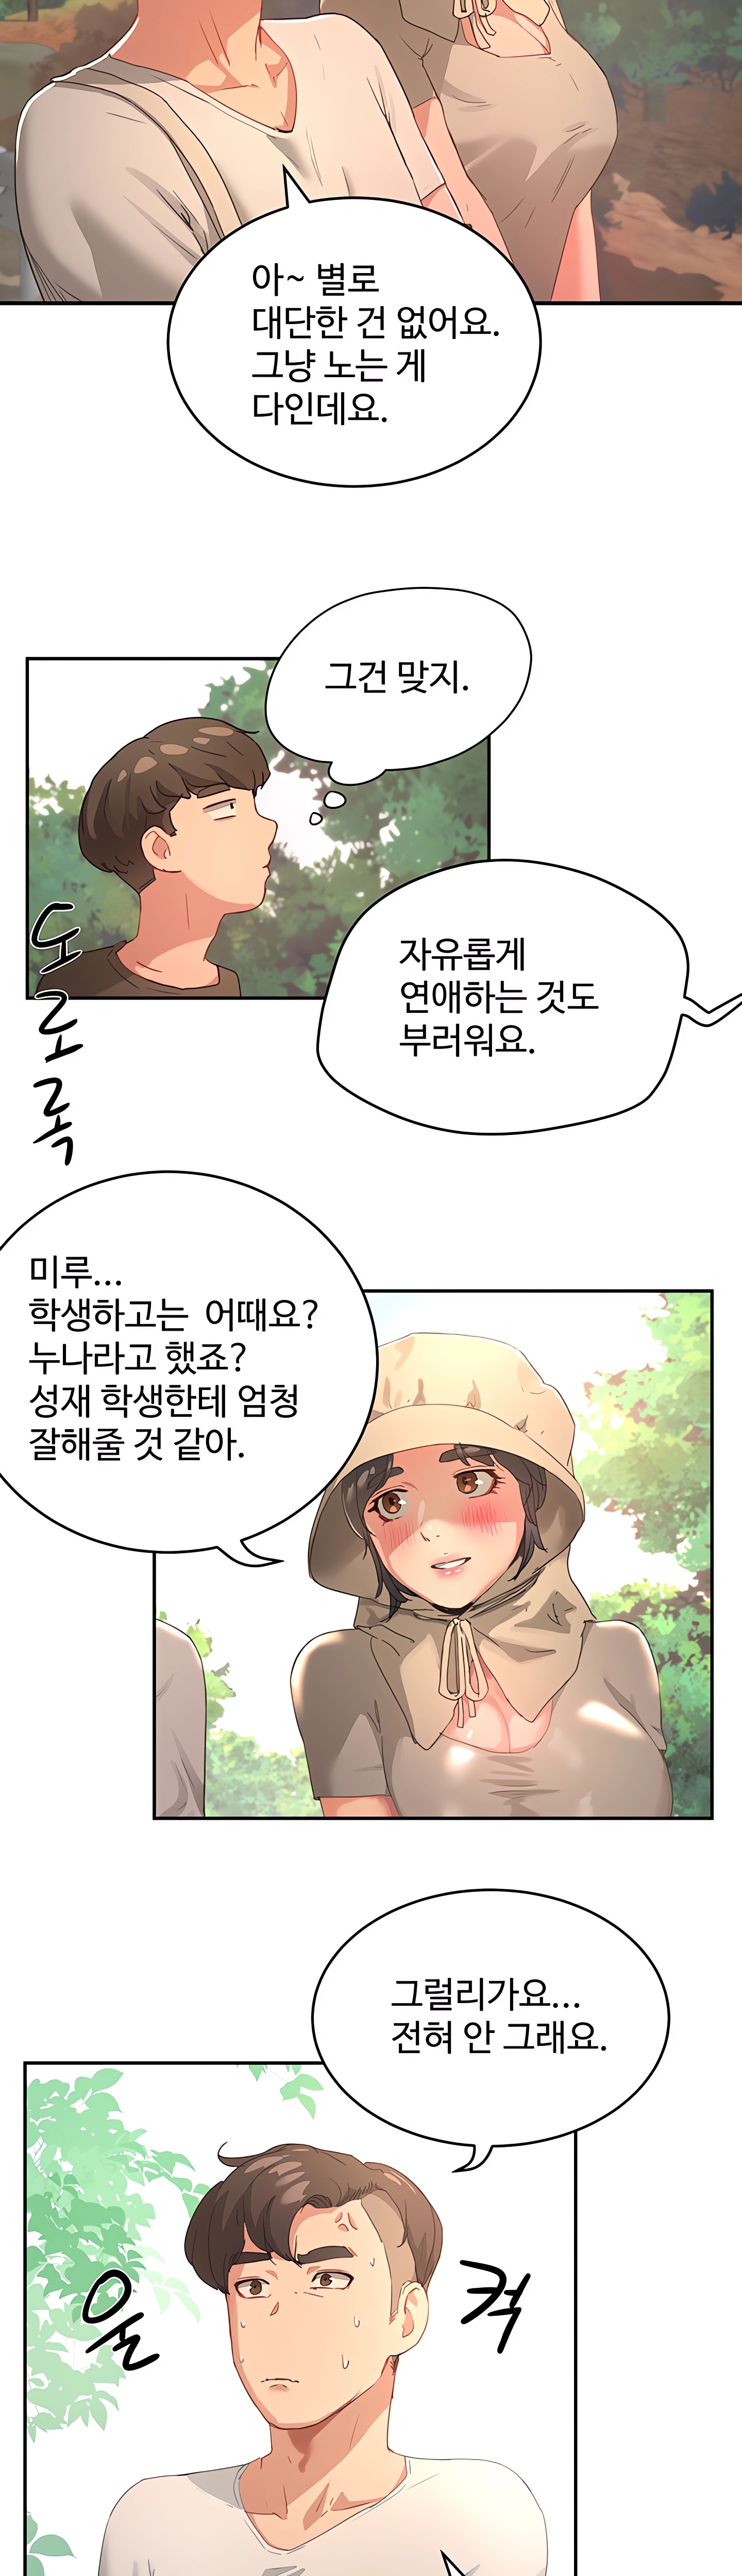 아~ 별로
대단한 건 없어요.
그냥 노는 게
다인데요.
그건 맞지.
자유롭게
연애하는 것도
부러워요.
도
로
록
미루...
학생하고는 어때요?
누나라고 했죠?
성재 학생한테 엄청
잘해줄 것 같아.
그럴리가요...
전혀 안 그래요.
울
컥